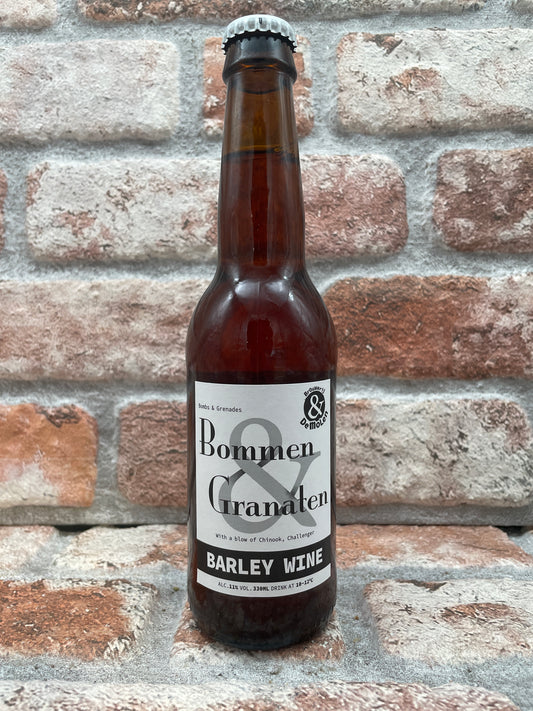 Brouwerij
&
De Molen
Bombs & Grenades
Bommen
&
Granaten
With a blow of Chinook, Challenger
BARLEY WINE
ALC.11% VOL. 330ML DRINK AT 10-12°C